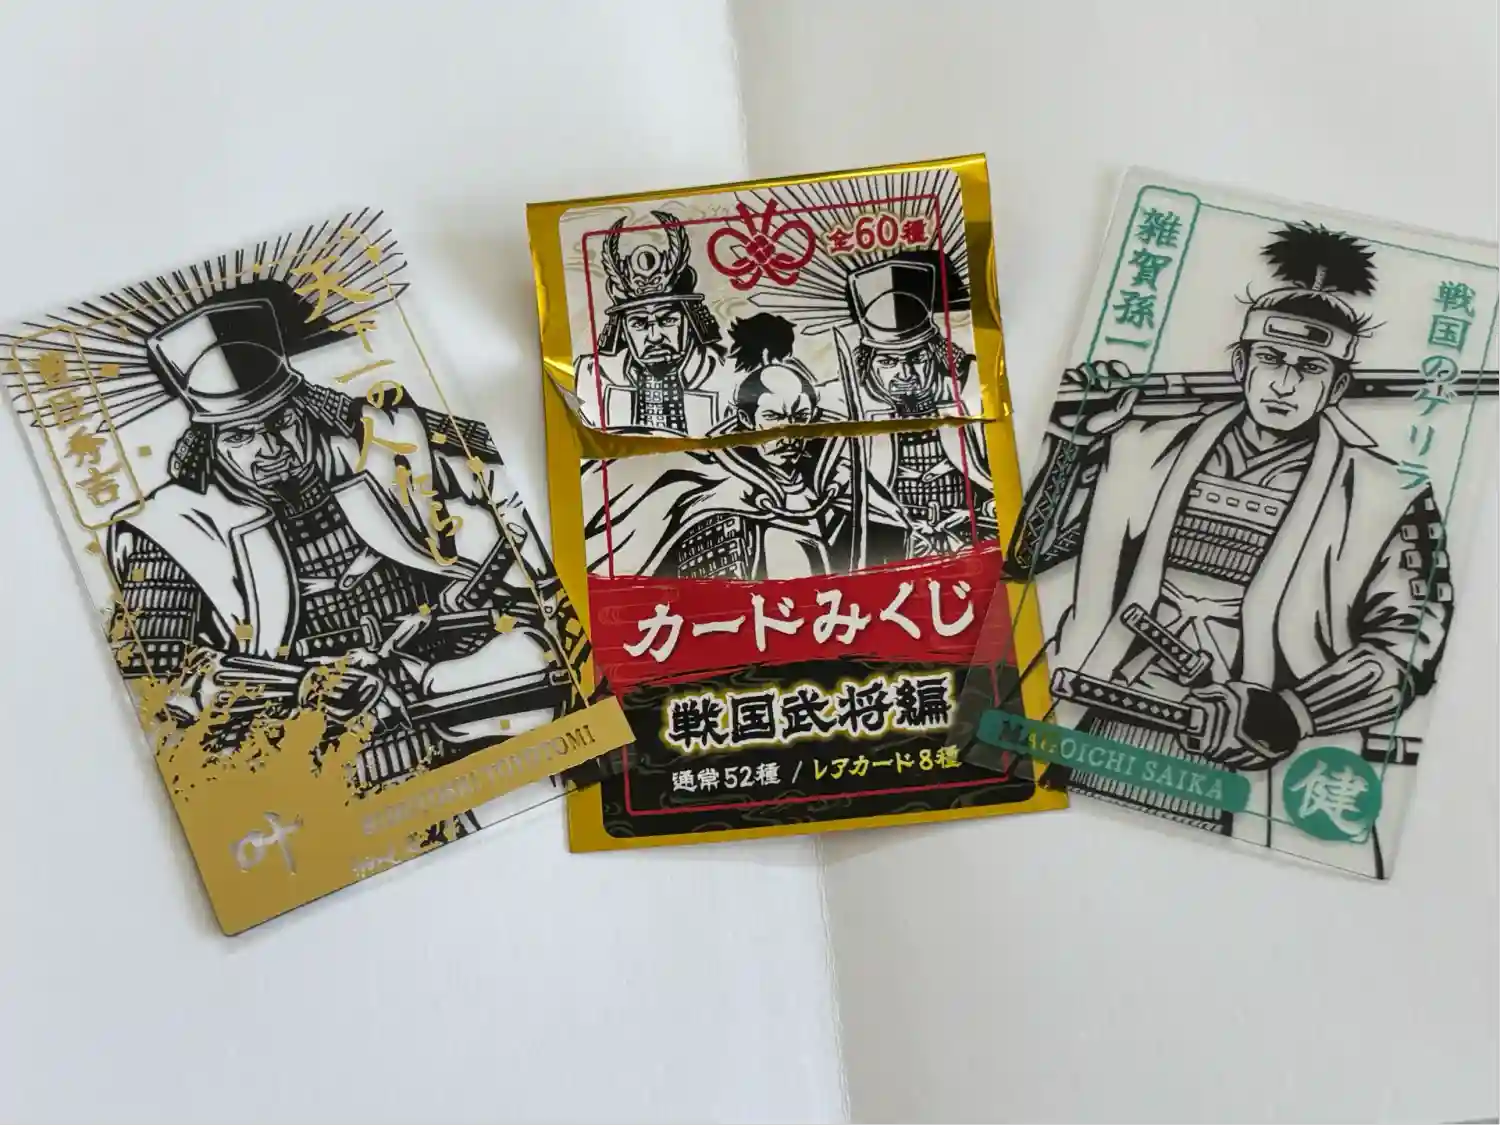 豊臣秀吉
天下一の人たらし
HIDEYOSHI TOYOTOMI
叶
全60種
カードみくじ
戦国武将編
通常52種 / レアカード8種
雑賀孫一
戦国のゲリラ
MAGOICHI SAIKA
健